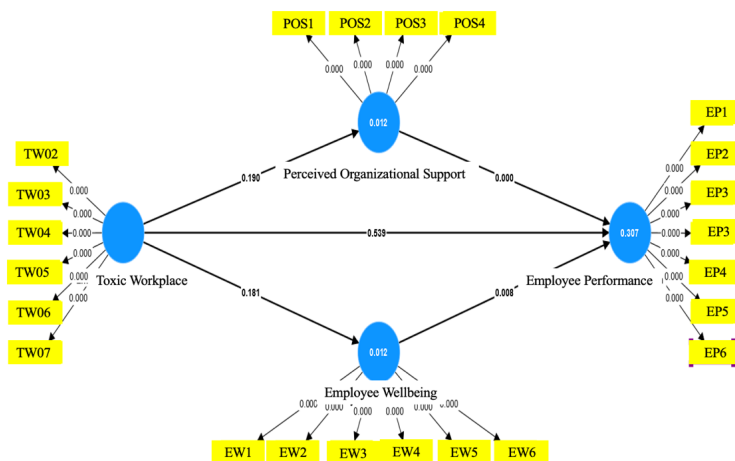 POS1 POS2 POS3 POS4
0.000 0.000 0.000 0.000
0.012
Perceived Organizational Support
TW02
TW03
TW04
TW05
TW06
TW07
0.000
0.000
0.000
0.000
0.000
0.000
Toxic Workplace
0.190
0.539
0.181
0.000
0.008
0.307
Employee Performance
0.000
0.000
0.000
0.000
0.000
0.000
0.000
EP1
EP2
EP3
EP3
EP4
EP5
EP6
0.012
Employee Wellbeing
0.000 0.000 0.000 0.000 0.000 0.000
EW1 EW2 EW3 EW4 EW5 EW6